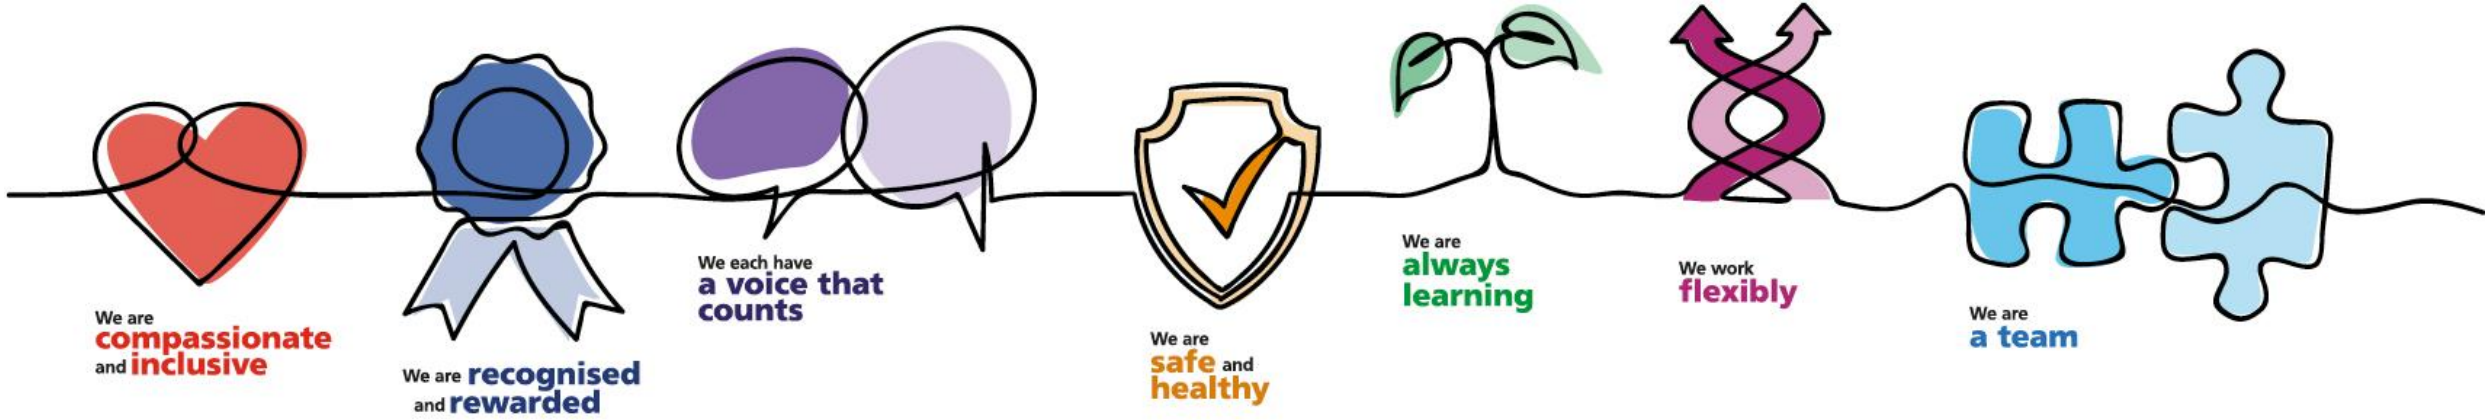 We are
compassionate
and inclusive
We are recognised
and rewarded
We each have
a voice that
counts
We are
safe and
healthy
We are
always
learning
We work
flexibly
We are
a team